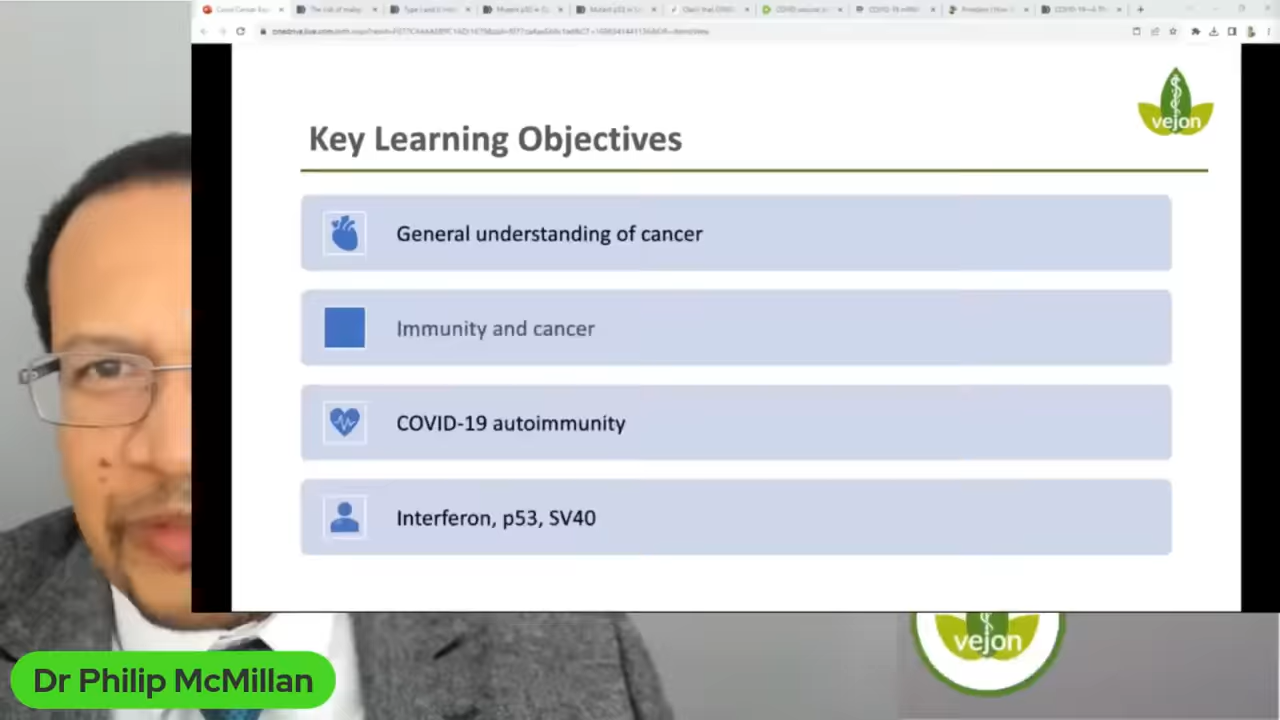 vejon
Key Learning Objectives
General understanding of cancer
Immunity and cancer
COVID-19 autoimmunity
Interferon, p53, SV40
vejon
Dr Philip McMillan